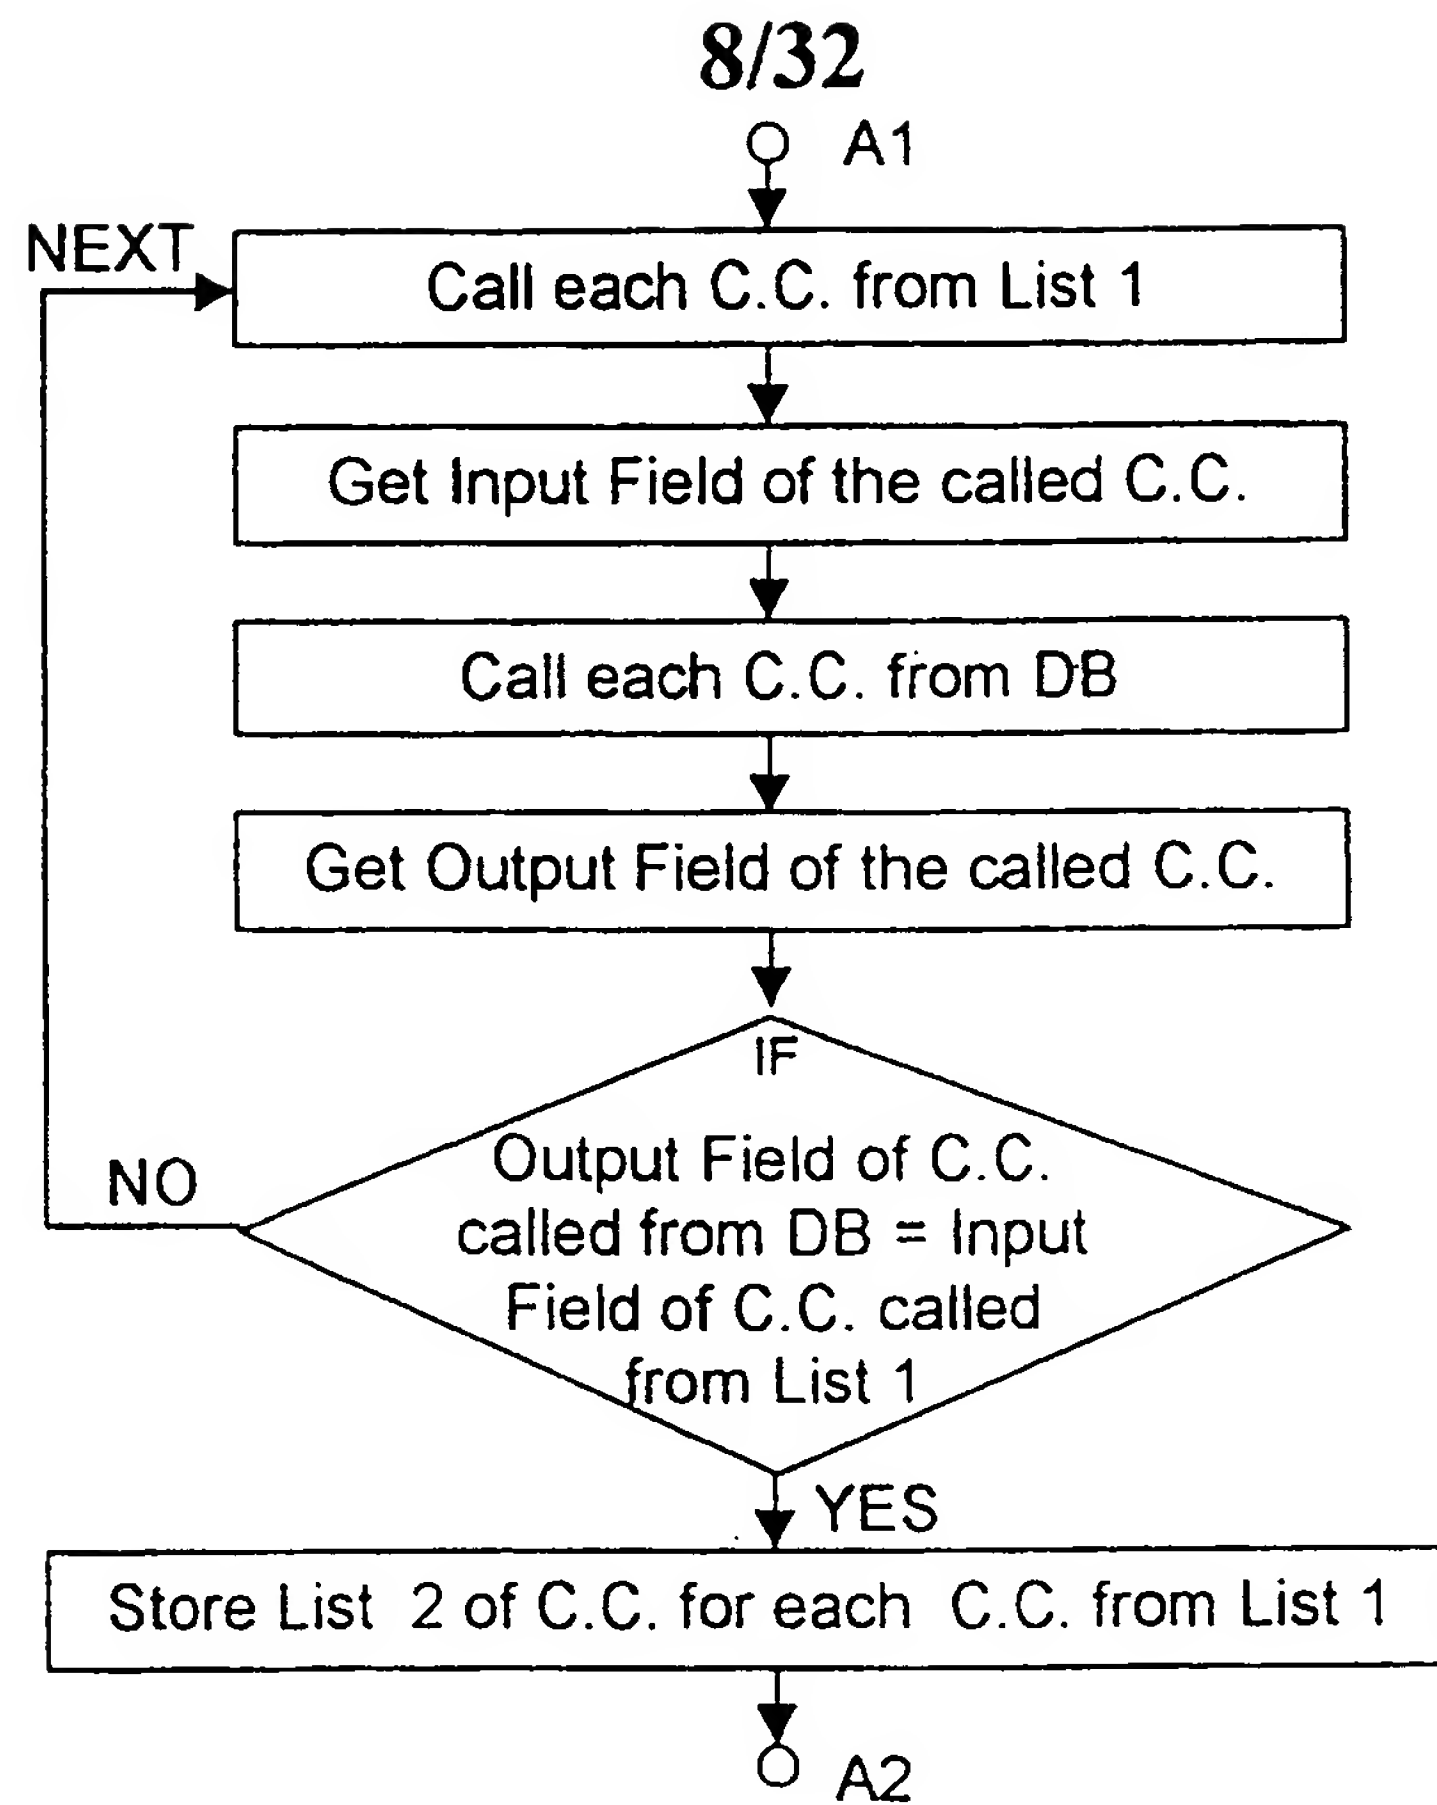 8/32
A1
NEXT
Call each C.C. from List 1
Get Input Field of the called C.C.
Call each C.C. from DB
Get Output Field of the called C.C.
IF
Output Field of C.C.
called from DB = Input
Field of C.C. called
from List 1
NO
YES
Store List 2 of C.C. for each C.C. from List 1
A2